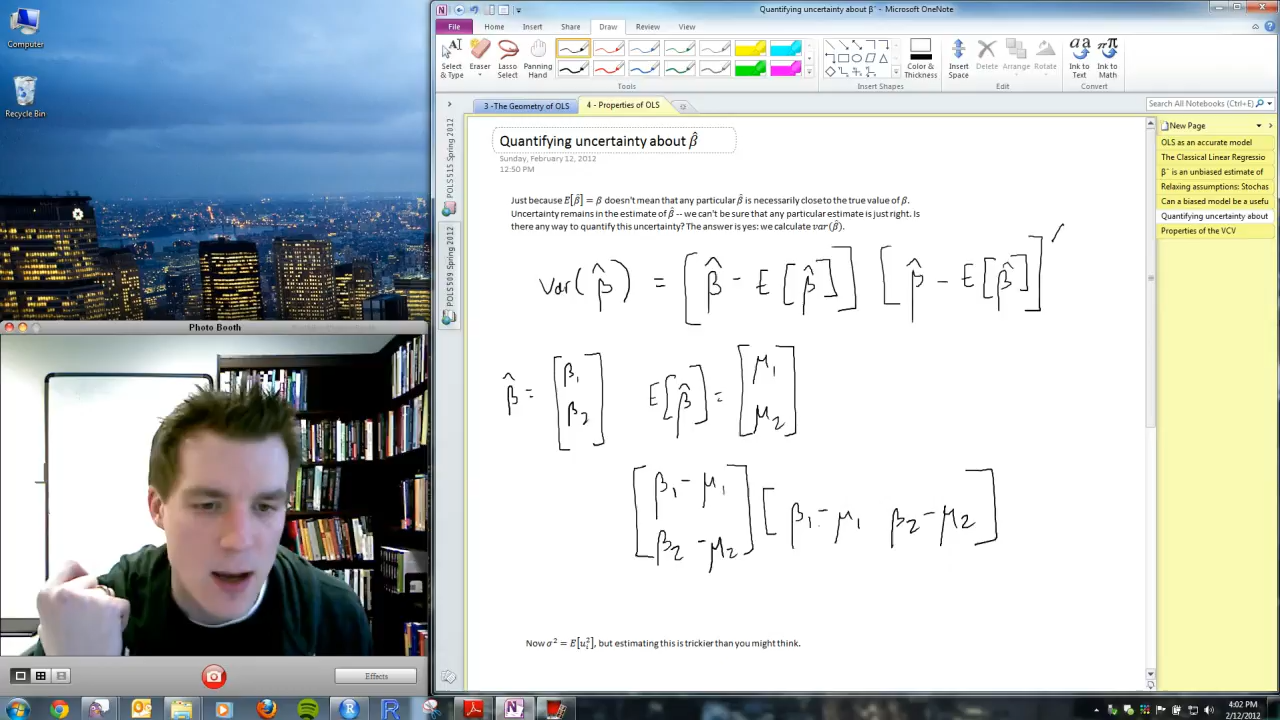 Quantifying uncertainty about β^ - Microsoft OneNote
File Home Insert Share Draw Review View
Select & Type Eraser Lasso Select Panning Hand Color & Thickness Insert Space Delete Arrange Rotate Ink to Text Ink to Math
Tools Insert Shapes Edit Convert
3 -The Geometry of OLS 4 - Properties of OLS Search All Notebooks (Ctrl+E)
Computer
Recycle Bin
POLS 515 Spring 2012
POLS 509 Spring 2012
Quantifying uncertainty about β̂
Sunday, February 12, 2012
12:50 PM
Just because E[β̂] = β doesn't mean that any particular β̂ is necessarily close to the true value of β.
Uncertainty remains in the estimate of β̂ -- we can't be sure that any particular estimate is just right. Is
there any way to quantify this uncertainty? The answer is yes: we calculate var(β̂).
var(β̂) = [β̂ - E[β̂]] [β̂ - E[β̂]]′
β̂ = [β1 β2] E[β̂] = [μ1 μ2]
[β1 - μ1 β2 - μ2] [β1 - μ1 β2 - μ2]
Now σ² = E[uᵢ²], but estimating this is trickier than you might think.
New Page
OLS as an accurate model
The Classical Linear Regressio
β^ is an unbiased estimate of
Relaxing assumptions: Stochas
Can a biased model be a usefu
Quantifying uncertainty about
Properties of the VCV
Photo Booth
Effects
4:02 PM
2/12/2012